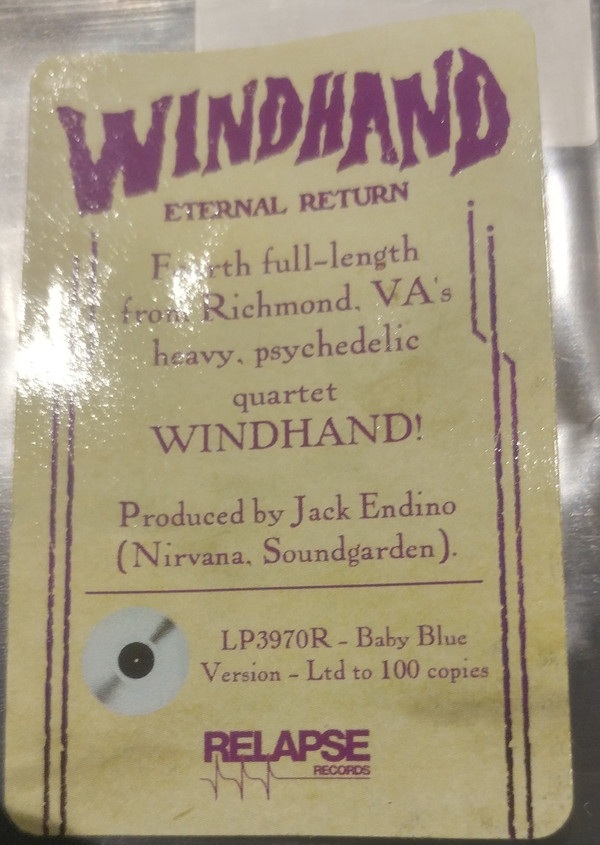 WINDHAND
ETERNAL RETURN
Fourth full-length
from Richmond, VA's
heavy, psychedelic
quartet
WINDHAND!
Produced by Jack Endino
(Nirvana, Soundgarden).
LP3970R - Baby Blue
Version - Ltd to 100 copies
RELAPSE
RECORDS